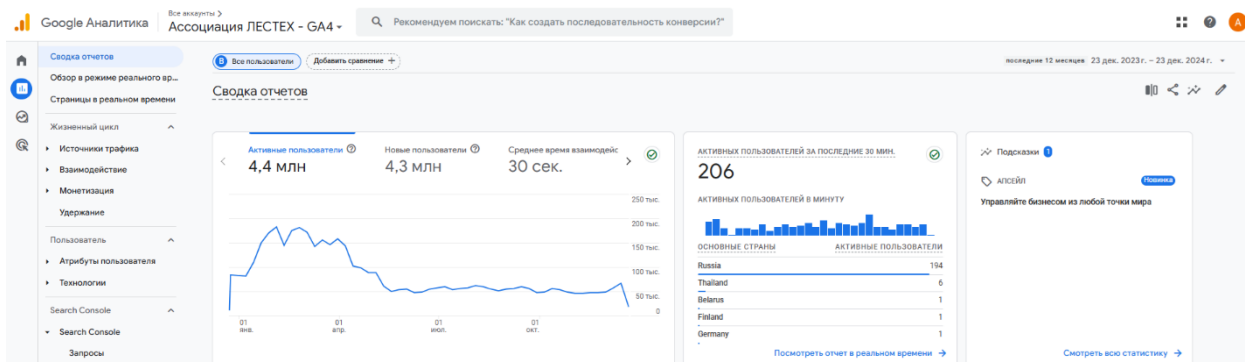 Google Аналитика
Все аккаунты >
Ассоциация ЛЕСТЕХ - GA4
Рекомендуем поискать: "Как создать последовательность конверсии?"
A
Сводка отчетов
Обзор в режиме реального вр...
Страницы в реальном времени
Жизненный цикл
Источники трафика
Взаимодействие
Монетизация
Удержание
Пользователь
Атрибуты пользователя
Технологии
Search Console
Search Console
Запросы
В Все пользователи
Добавить сравнение +
последние 12 месяцев 23 дек. 2023 г. – 23 дек. 2024 г.
Сводка отчетов
Активные пользователи
4,4 млн
Новые пользователи
4,3 млн
Среднее время взаимодейс
30 сек.
250 тыс.
200 тыс.
150 тыс.
100 тыс.
50 тыс.
0
01 янв.
01 апр.
01 июл.
01 окт.
АКТИВНЫХ ПОЛЬЗОВАТЕЛЕЙ ЗА ПОСЛЕДНИЕ 30 МИН.
206
АКТИВНЫХ ПОЛЬЗОВАТЕЛЕЙ В МИНУТУ
ОСНОВНЫЕ СТРАНЫ АКТИВНЫЕ ПОЛЬЗОВАТЕЛИ
Russia 194
Thailand 6
Belarus 1
Finland 1
Germany 1
Посмотреть отчет в реальном времени →
Подсказки 1
АПСЕЙЛ Новинка
Управляйте бизнесом из любой точки мира
Смотреть всю статистику →